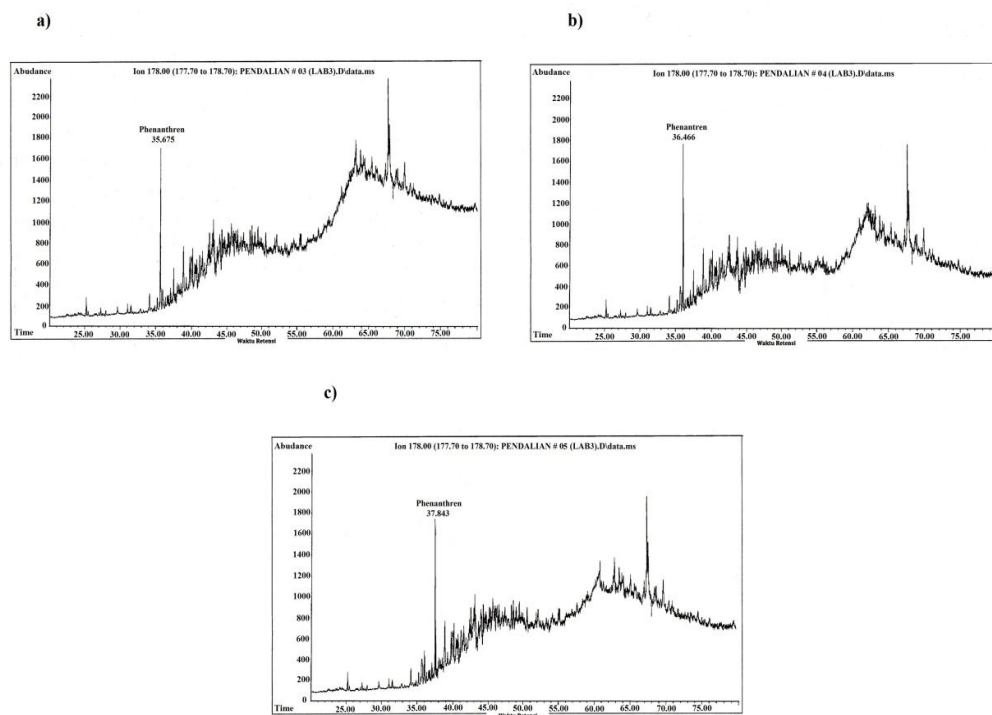 a)
Abudance
Ion 178.00 (177.70 to 178.70): PENDALIAN # 03 (LAB3).D\data.ms
2200
2000
1800
1600
1400
1200
1000
800
600
400
200
0
Phenanthren
35.675
Time
25.00 30.00 35.00 40.00 45.00 50.00 55.00 60.00 65.00 70.00 75.00
Waktu Retensi
b)
Abudance
Ion 178.00 (177.70 to 178.70): PENDALIAN # 04 (LAB3).D\data.ms
2200
2000
1800
1600
1400
1200
1000
800
600
400
200
0
Phenantren
36.466
Time
25.00 30.00 35.00 40.00 45.00 50.00 55.00 60.00 65.00 70.00 75.00
Waktu Retensi
c)
Abudance
Ion 178.00 (177.70 to 178.70): PENDALIAN # 05 (LAB3).D\data.ms
2200
2000
1800
1600
1400
1200
1000
800
600
400
200
0
Phenanthren
37.843
Time
25.00 30.00 35.00 40.00 45.00 50.00 55.00 60.00 65.00 70.00 75.00
Waktu Retensi